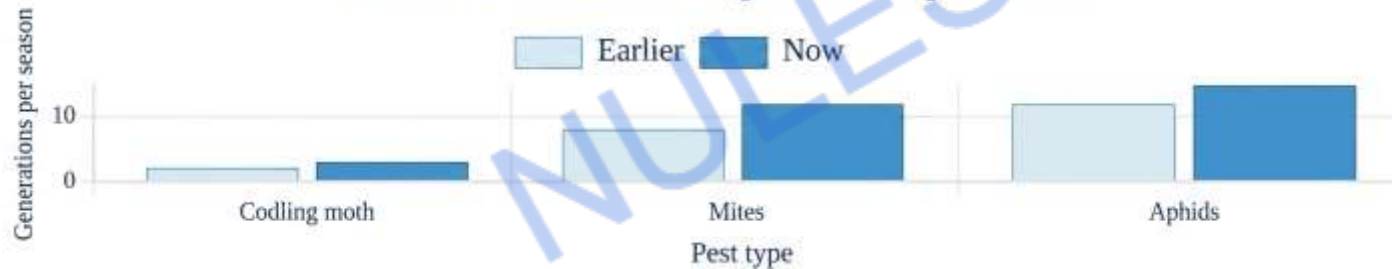 Generations per season
Earlier Now
10
0
Codling moth Mites Aphids
Pest type
NULES